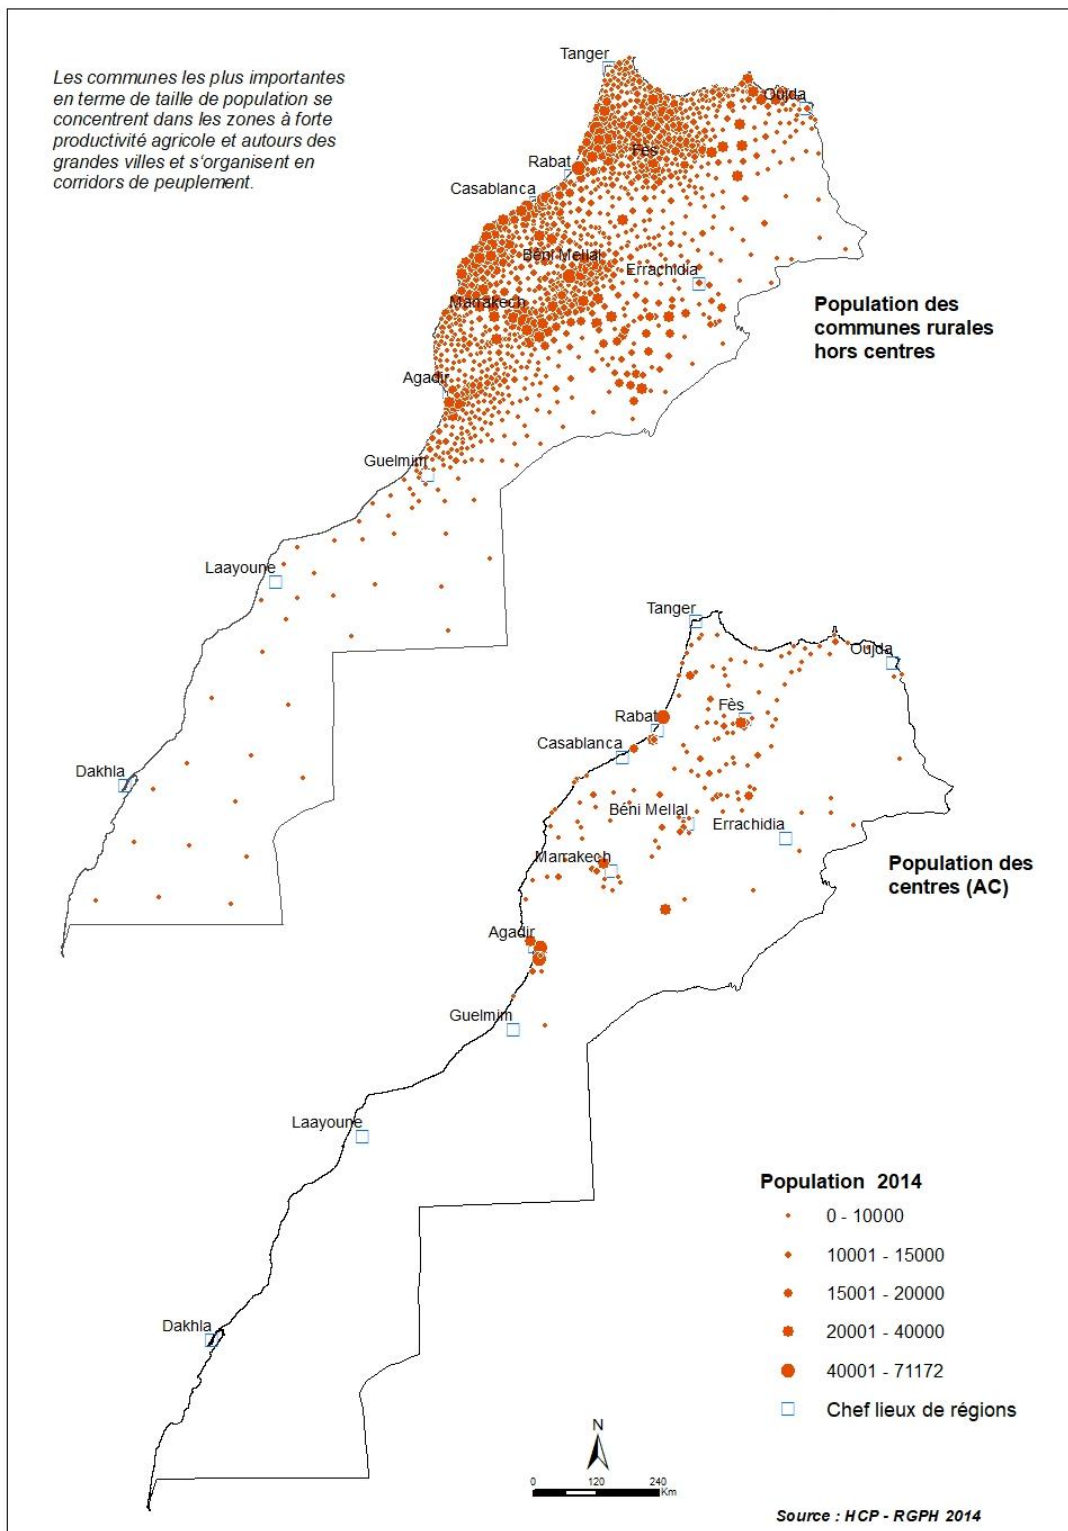 Les communes les plus importantes
en terme de taille de population se
concentrent dans les zones à forte
productivité agricole et autours des
grandes villes et s'organisent en
corridors de peuplement.
Tanger
Oujda
Fès
Rabat
Casablanca
Béni Mellal
Errachidia
Marrakech
Agadir
Guelmim
Laayoune
Dakhla
Population des
communes rurales
hors centres
Tanger
Oujda
Fès
Rabat
Casablanca
Béni Mellal
Errachidia
Marrakech
Agadir
Guelmim
Laayoune
Dakhla
Population des
centres (AC)
Population 2014
0 - 10000
10001 - 15000
15001 - 20000
20001 - 40000
40001 - 71172
Chef lieux de régions
N
0 120 240
Km
Source : HCP - RGPH 2014